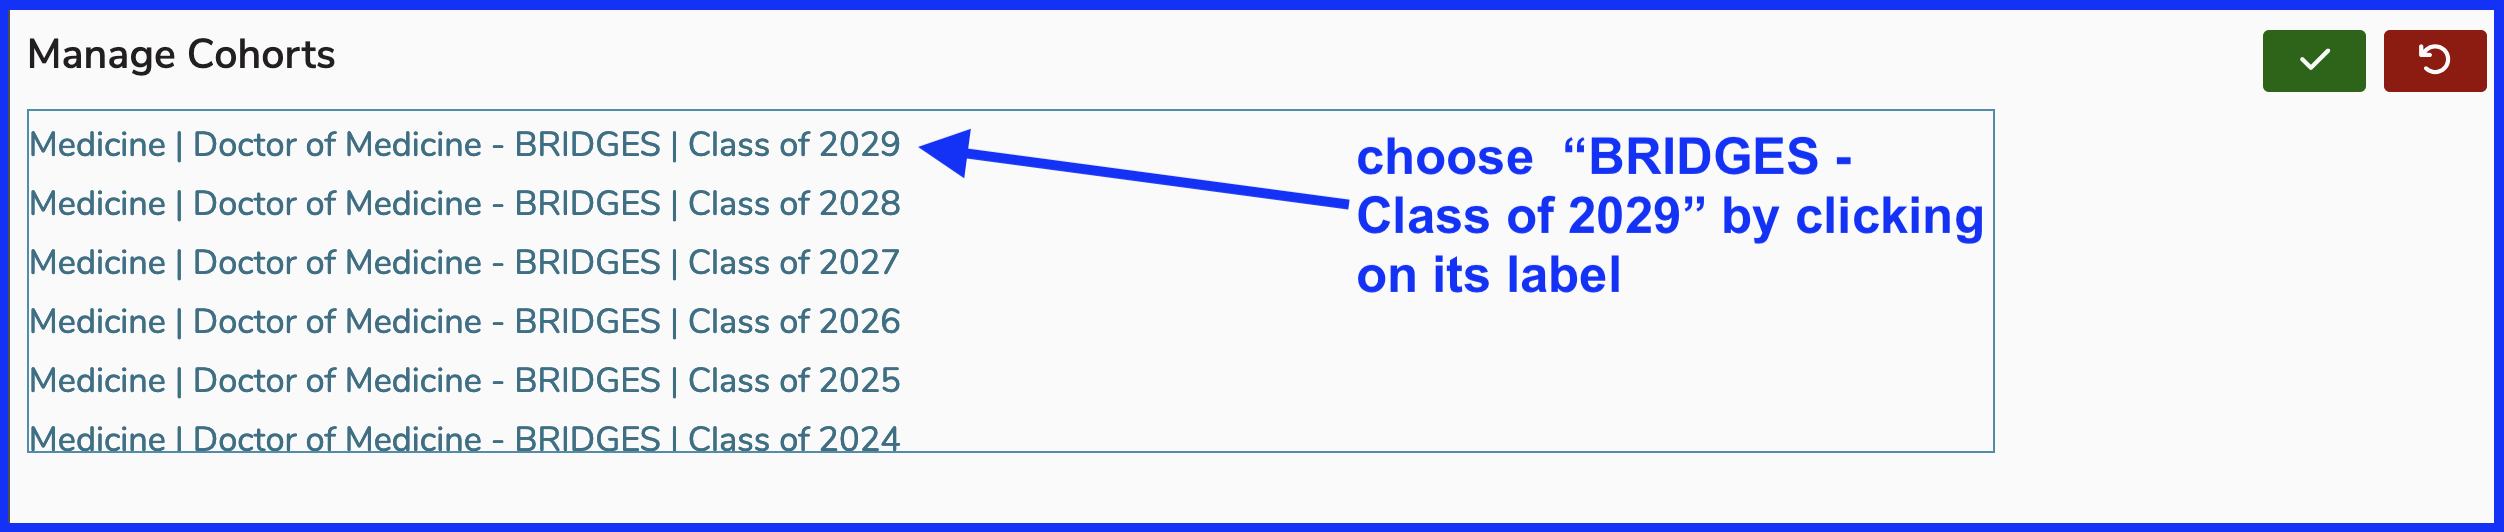 Manage Cohorts
Medicine | Doctor of Medicine - BRIDGES | Class of 2029
Medicine | Doctor of Medicine - BRIDGES | Class of 2028
Medicine | Doctor of Medicine - BRIDGES | Class of 2027
Medicine | Doctor of Medicine - BRIDGES | Class of 2026
Medicine | Doctor of Medicine - BRIDGES | Class of 2025
Medicine | Doctor of Medicine - BRIDGES | Class of 2024
choose “BRIDGES -
Class of 2029” by clicking
on its label